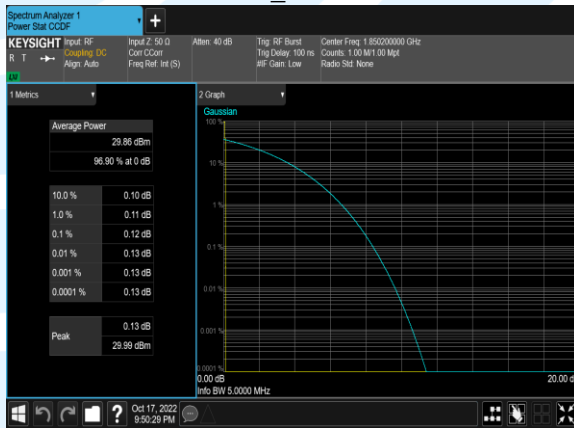 Spectrum Analyzer 1
Power Stat CCDF
+
KEYSIGHT
R T
LU
Input: RF
Coupling: DC
Align: Auto
Input Z: 50 Ω
Corr CCorr
Freq Ref: Int (S)
Atten: 40 dB
Trig: RF Burst
Trig Delay: 100 ns
#IF Gain: Low
Center Freq: 1.850200000 GHz
Counts: 1.00 M/1.00 Mpt
Radio Std: None
1 Metrics
Average Power
29.86 dBm
96.90 % at 0 dB
10.0 % 0.10 dB
1.0 % 0.11 dB
0.1 % 0.12 dB
0.01 % 0.13 dB
0.001 % 0.13 dB
0.0001 % 0.13 dB
Peak
0.13 dB
29.99 dBm
2 Graph
Gaussian
100 %
10 %
1 %
0.1 %
0.01 %
0.001 %
0.0001 %
0.00 dB
20.00 d
Info BW 5.0000 MHz
?
Oct 17, 2022
9:50:29 PM